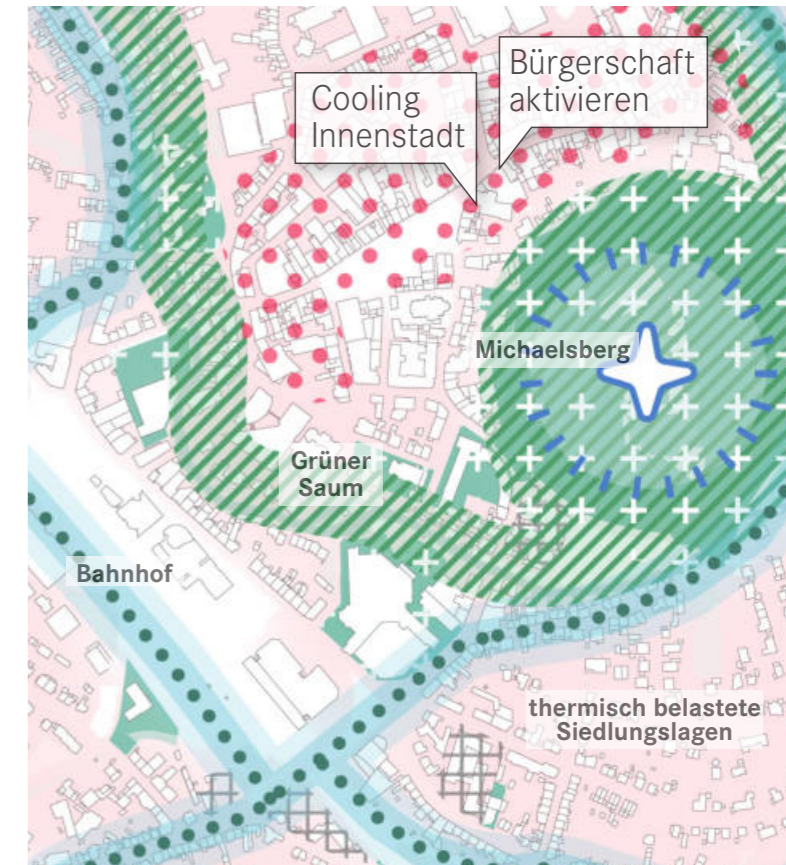 Bürgerschaft
aktivieren
Cooling
Innenstadt
Michaelsberg
Grüner
Saum
Bahnhof
thermisch belastete
Siedlungslagen